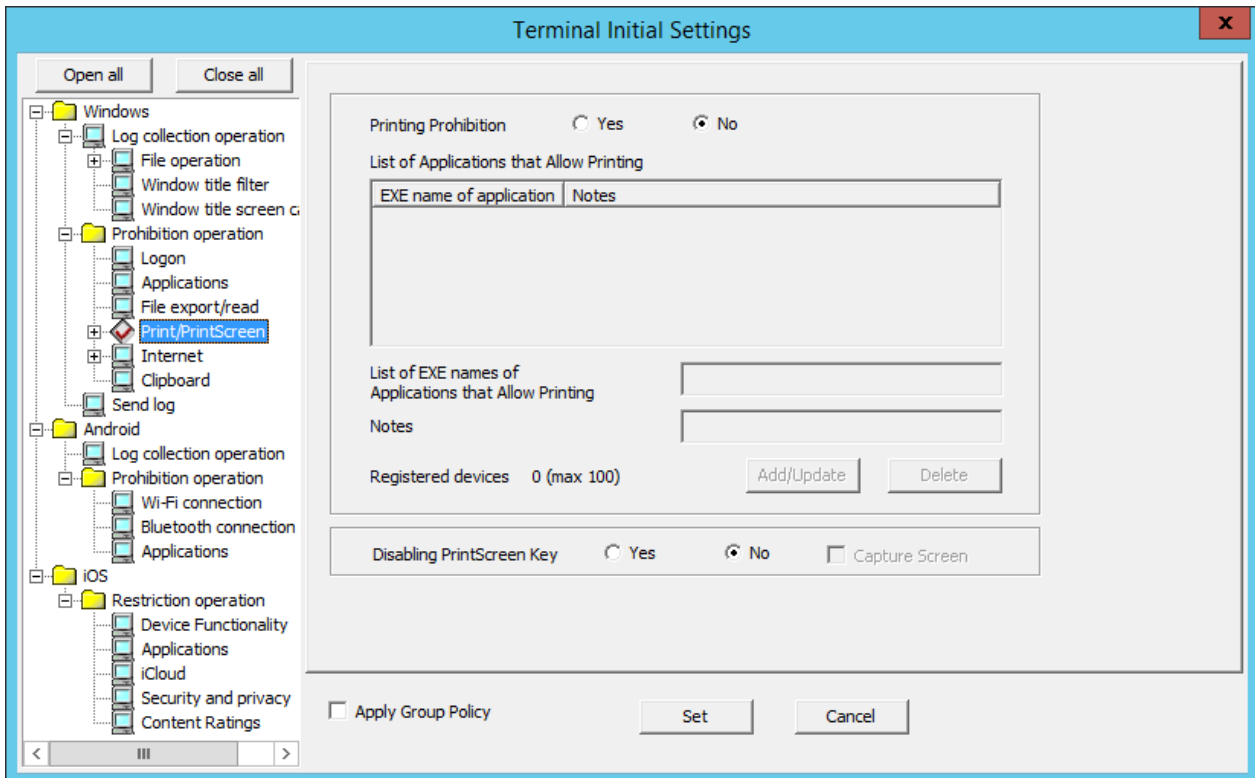 Terminal Initial Settings
x
Open all Close all
Windows
Log collection operation
File operation
Window title filter
Window title screen ca
Prohibition operation
Logon
Applications
File export/read
Print/PrintScreen
Internet
Clipboard
Send log
Android
Log collection operation
Prohibition operation
Wi-Fi connection
Bluetooth connection
Applications
iOS
Restriction operation
Device Functionality
Applications
iCloud
Security and privacy
Content Ratings
Printing Prohibition Yes No
List of Applications that Allow Printing
EXE name of application Notes
List of EXE names of
Applications that Allow Printing
Notes
Registered devices 0 (max 100) Add/Update Delete
Disabling PrintScreen Key Yes No Capture Screen
Apply Group Policy Set Cancel